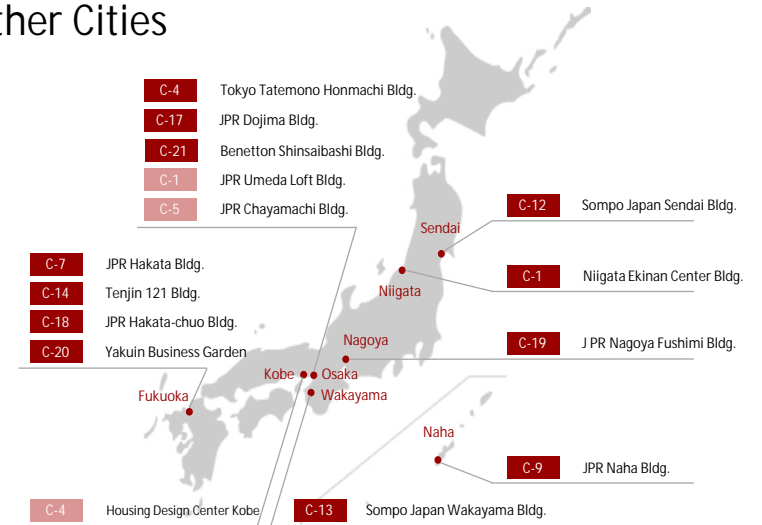 ther Cities
C-4 Tokyo Tatemono Honmachi Bldg.
C-17 JPR Dojima Bldg.
C-21 Benetton Shinsaibashi Bldg.
C-1 JPR Umeda Loft Bldg.
C-5 JPR Chayamachi Bldg.
C-12 Sompo Japan Sendai Bldg.
Sendai
C-7 JPR Hakata Bldg.
C-14 Tenjin 121 Bldg.
C-18 JPR Hakata-chuo Bldg.
C-20 Yakuin Business Garden
C-1 Niigata Ekinan Center Bldg.
Niigata
Nagoya
C-19 J PR Nagoya Fushimi Bldg.
Kobe Osaka
Wakayama
Fukuoka
Naha
C-9 JPR Naha Bldg.
C-4 Housing Design Center Kobe
C-13 Sompo Japan Wakayama Bldg.